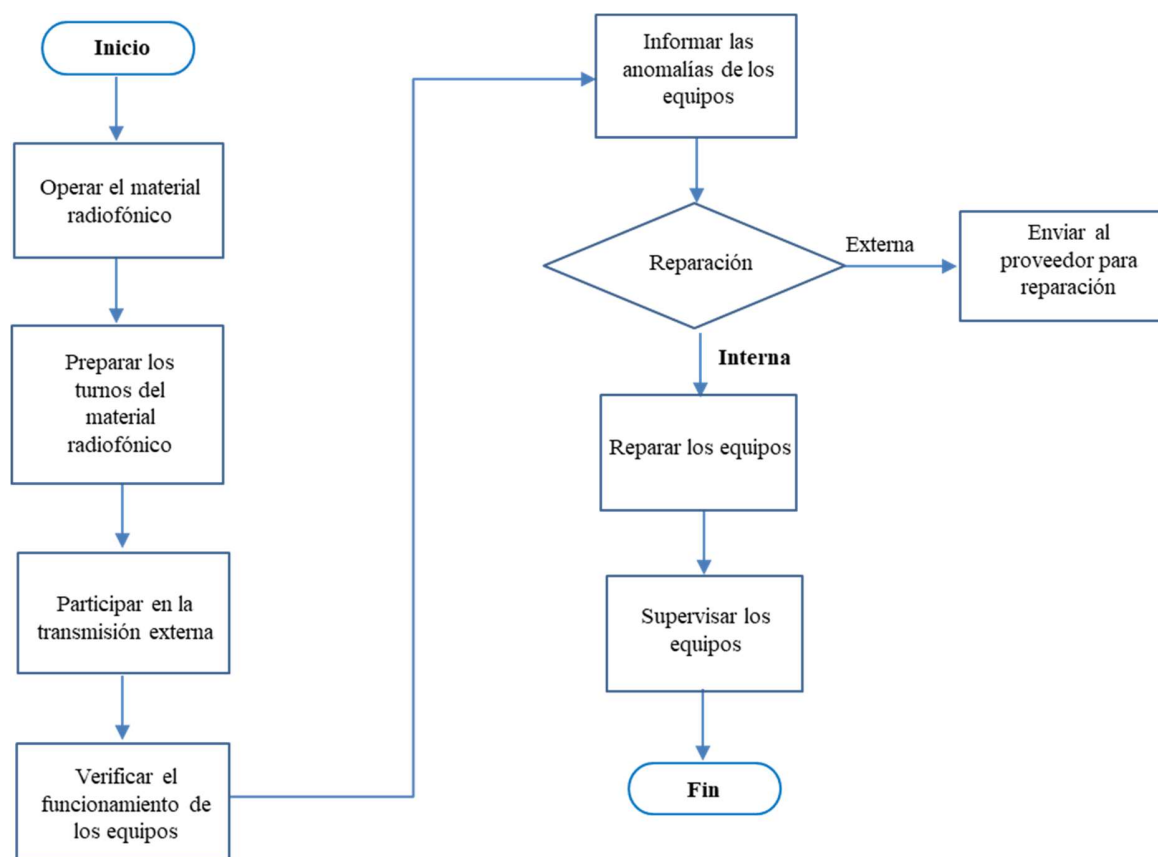 Inicio
Operar el material
radiofónico
Preparar los
turnos del
material
radiofónico
Participar en la
transmisión externa
Verificar el
funcionamiento de
los equipos
Informar las
anomalías de los
equipos
Reparación
Externa
Enviar al
proveedor para
reparación
Interna
Reparar los equipos
Supervisar los
equipos
Fin